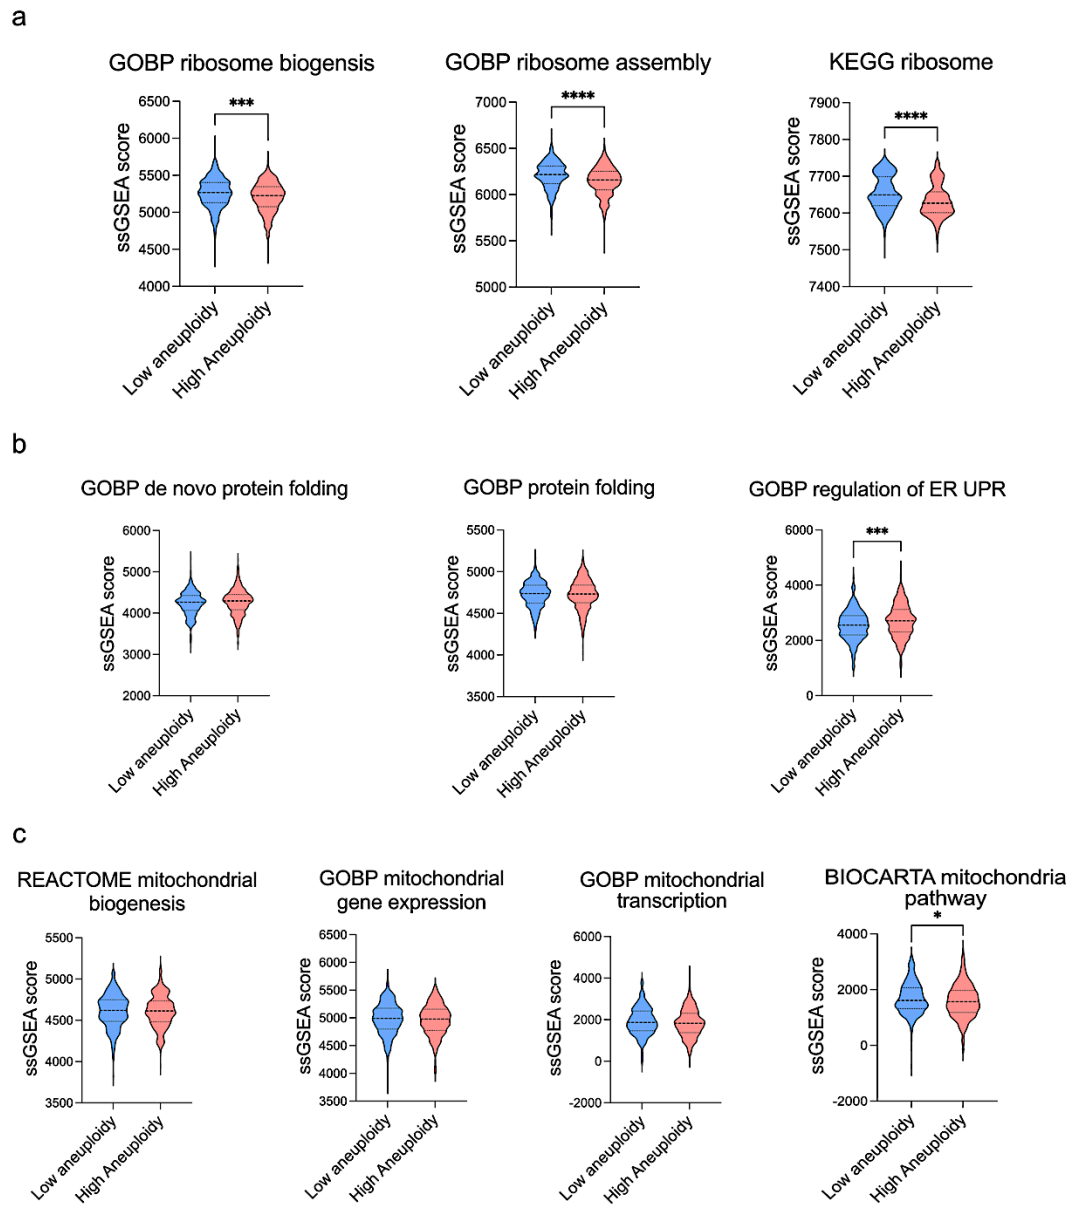 a
GOBP ribosome biogensis
GOBP ribosome assembly
KEGG ribosome
ssGSEA score
6500
6000
5500
5000
4500
4000
***
Low aneuploidy
High Aneuploidy
ssGSEA score
7000
6500
6000
5500
5000
****
Low aneuploidy
High Aneuploidy
ssGSEA score
7900
7800
7700
7600
7500
7400
****
Low aneuploidy
High Aneuploidy
b
GOBP de novo protein folding
GOBP protein folding
GOBP regulation of ER UPR
ssGSEA score
6000
5000
4000
3000
2000
Low aneuploidy
High Aneuploidy
ssGSEA score
5500
5000
4500
4000
3500
Low aneuploidy
High Aneuploidy
ssGSEA score
6000
4000
2000
0
***
Low aneuploidy
High Aneuploidy
c
REACTOME mitochondrial
biogenesis
GOBP mitochondrial
gene expression
GOBP mitochondrial
transcription
BIOCARTA mitochondria
pathway
ssGSEA score
5500
5000
4500
4000
3500
Low aneuploidy
High Aneuploidy
ssGSEA score
6500
6000
5500
5000
4500
4000
3500
Low aneuploidy
High Aneuploidy
ssGSEA score
6000
4000
2000
0
-2000
Low aneuploidy
High Aneuploidy
ssGSEA score
4000
2000
0
-2000
*
Low aneuploidy
High Aneuploidy